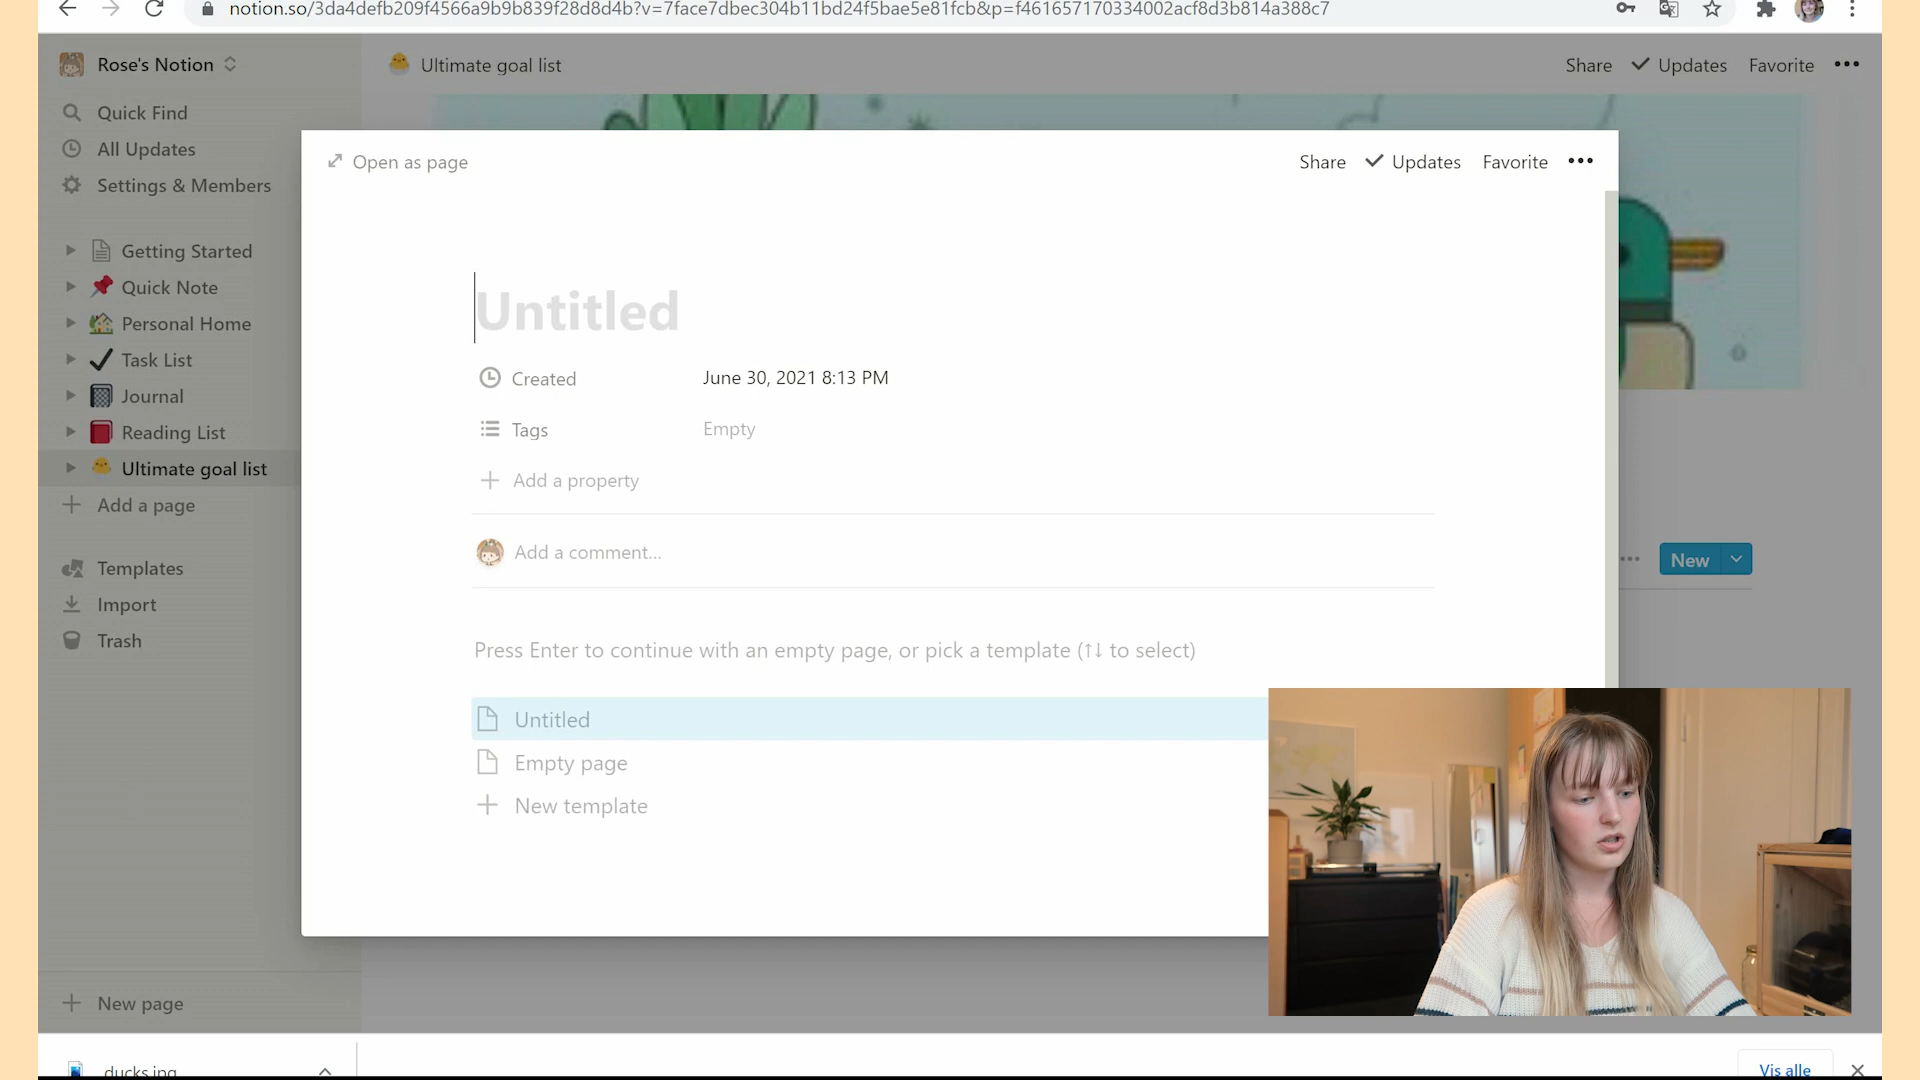 notion.so/3da4defb209f4566a9b9b839f28d8d4b?v=7face7dbec304b11bd24f5bae5e81fcb&p=f461657170334002acf8d3b814a388c7
Rose's Notion
Ultimate goal list
Share
Updates
Favorite
Quick Find
All Updates
Settings & Members
Getting Started
Quick Note
Personal Home
Task List
Journal
Reading List
Ultimate goal list
Add a page
Templates
Import
Trash
New page
Open as page
Share
Updates
Favorite
Untitled
Created
June 30, 2021 8:13 PM
Tags
Empty
Add a property
Add a comment...
Press Enter to continue with an empty page, or pick a template (↑↓ to select)
Untitled
Empty page
New template
New
ducks.jpg
Vis alle